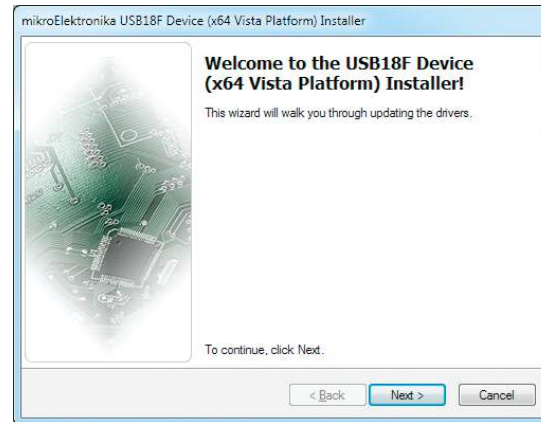 mikroElektronika USB18F Device (x64 Vista Platform) Installer
Welcome to the USB18F Device
(x64 Vista Platform) Installer!
This wizard will walk you through updating the drivers.
To continue, click Next.
< Back
Next >
Cancel